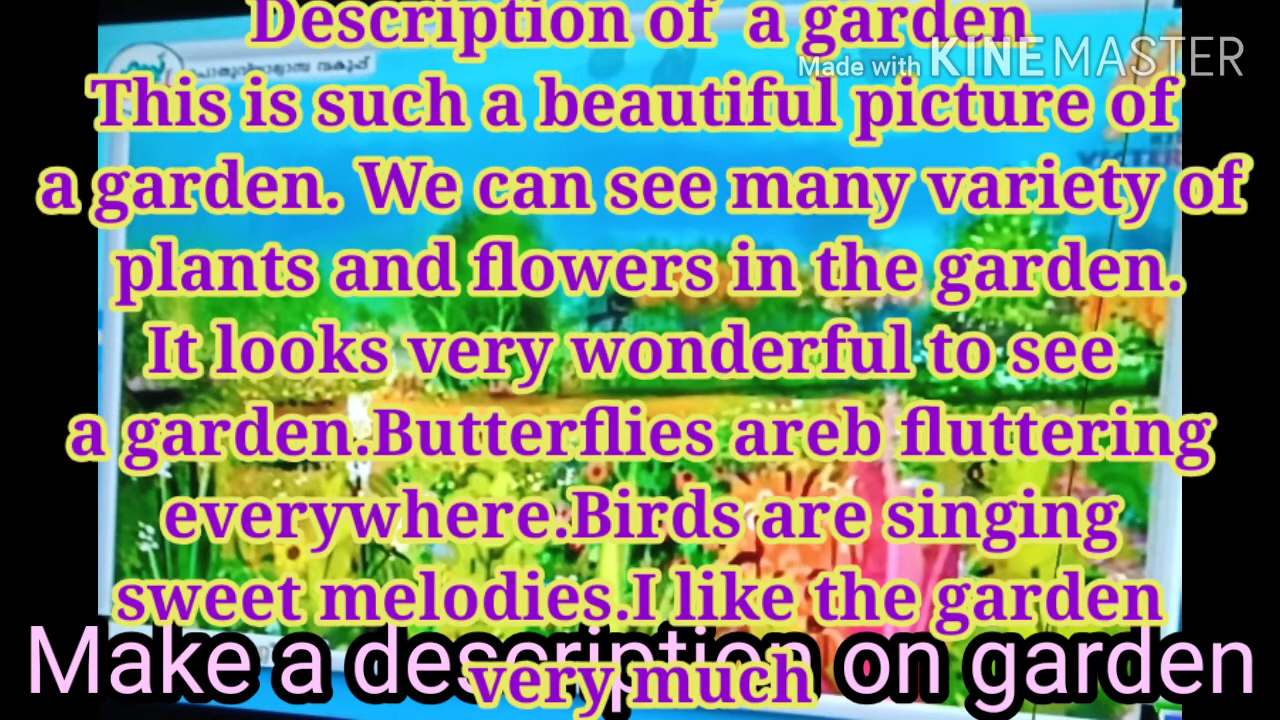 Description of a garden
Made with KINEMASTER
പൊതുവിദ്യാഭ്യാസ വകുപ്പ്
This is such a beautiful picture of
a garden. We can see many variety of
plants and flowers in the garden.
It looks very wonderful to see
a garden.Butterflies areb fluttering
everywhere.Birds are singing
sweet melodies.I like the garden
very much
Make a description on garden